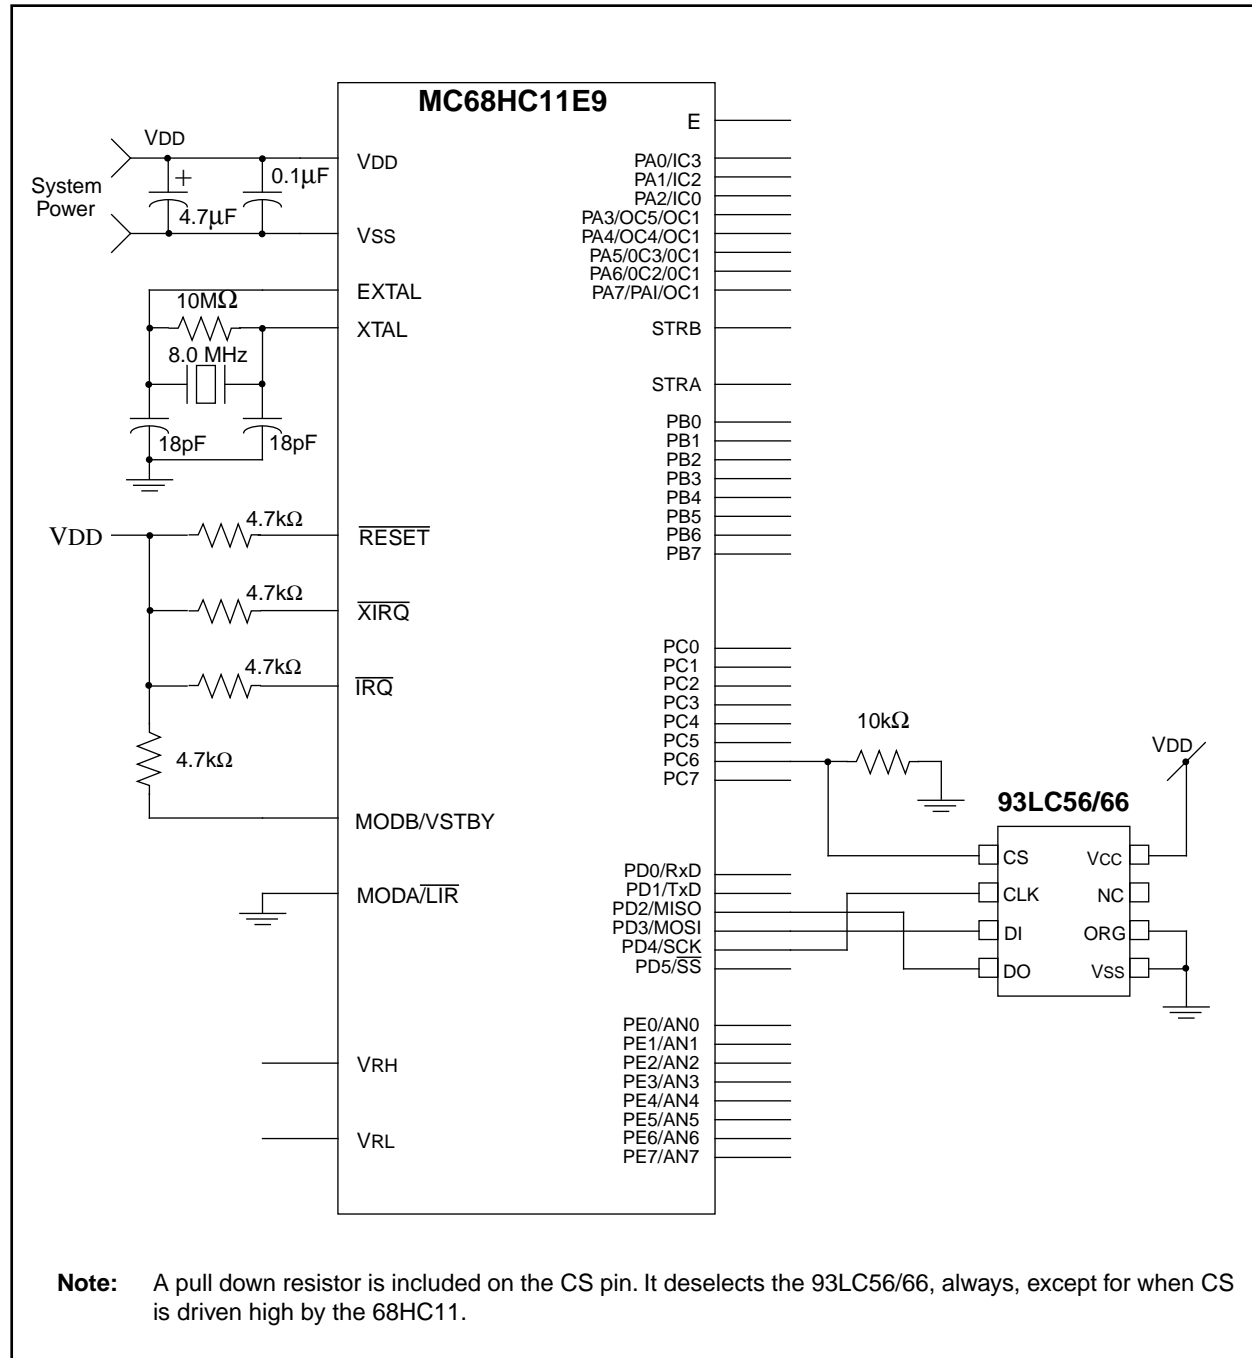 MC68HC11E9
E
VDD
System
Power
4.7µF
+
0.1µF
VDD
VSS
EXTAL
10MΩ
XTAL
8.0 MHz
18pF
18pF
VDD
4.7kΩ
RESET
4.7kΩ
XIRQ
4.7kΩ
IRQ
4.7kΩ
MODB/VSTBY
MODA/LIR
VRH
VRL
PA0/IC3
PA1/IC2
PA2/IC0
PA3/OC5/OC1
PA4/OC4/OC1
PA5/0C3/0C1
PA6/0C2/0C1
PA7/PAI/OC1
STRB
STRA
PB0
PB1
PB2
PB3
PB4
PB5
PB6
PB7
PC0
PC1
PC2
PC3
PC4
PC5
PC6
PC7
PD0/RxD
PD1/TxD
PD2/MISO
PD3/MOSI
PD4/SCK
PD5/SS
PE0/AN0
PE1/AN1
PE2/AN2
PE3/AN3
PE4/AN4
PE5/AN5
PE6/AN6
PE7/AN7
10kΩ
VDD
93LC56/66
CS
VCC
CLK
NC
DI
ORG
DO
VSS
Note: A pull down resistor is included on the CS pin. It deselects the 93LC56/66, always, except for when CS
is driven high by the 68HC11.